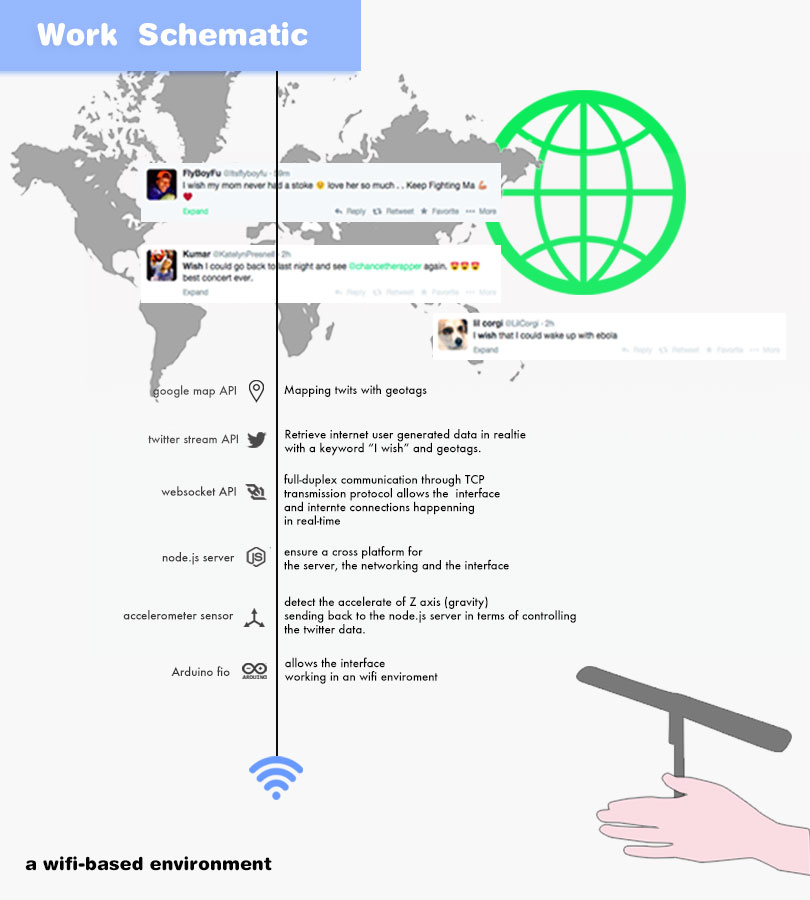 Work Schematic
FlyBoyFu @itsflyboyfu · 59m
I wish my mom never had a stoke 😟 love her so much . . Keep Fighting Ma 💪
❤
Expand Reply Retweet Favorite More
Kumar @KatelynPresnell · 2h
Wish I could go back to last night and see @chancetherapper again. 😍😍😍
best concert ever.
Expand Reply Retweet Favorite More
lil corgi @LilCorgi · 2h
I wish that I could wake up with ebola
Expand Reply Retweet Favorite More
google map API Mapping twits with geotags
twitter stream API Retrieve internet user generated data in realtie
with a keyword “I wish” and geotags.
websocket API full-duplex communication through TCP
transmission protocol allows the interface
and internte connections happenning
in real-time
node.js server JS ensure a cross platform for
the server, the networking and the interface
accelerometer sensor detect the accelerate of Z axis (gravity)
sending back to the node.js server in terms of controlling
the twitter data.
Arduino fio ARDUINO allows the interface
working in an wifi enviroment
a wifi-based environment